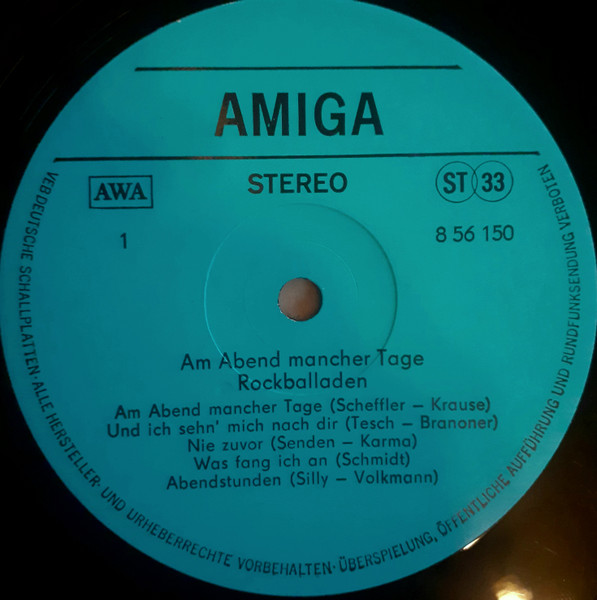 AMIGA
AWA
STEREO
ST 33
1
8 56 150
Am Abend mancher Tage
Rockballaden
Am Abend mancher Tage (Scheffler – Krause)
Und ich sehn' mich nach dir (Tesch – Branoner)
Nie zuvor (Senden – Karma)
Was fang ich an (Schmidt)
Abendstunden (Silly – Volkmann)
VEB DEUTSCHE SCHALLPLATTEN · ALLE HERSTELLER- UND URHEBERRECHTE VORBEHALTEN · ÜBERSPIELUNG, ÖFFENTLICHE AUFFÜHRUNG UND RUNDFUNKSENDUNG VERBOTEN